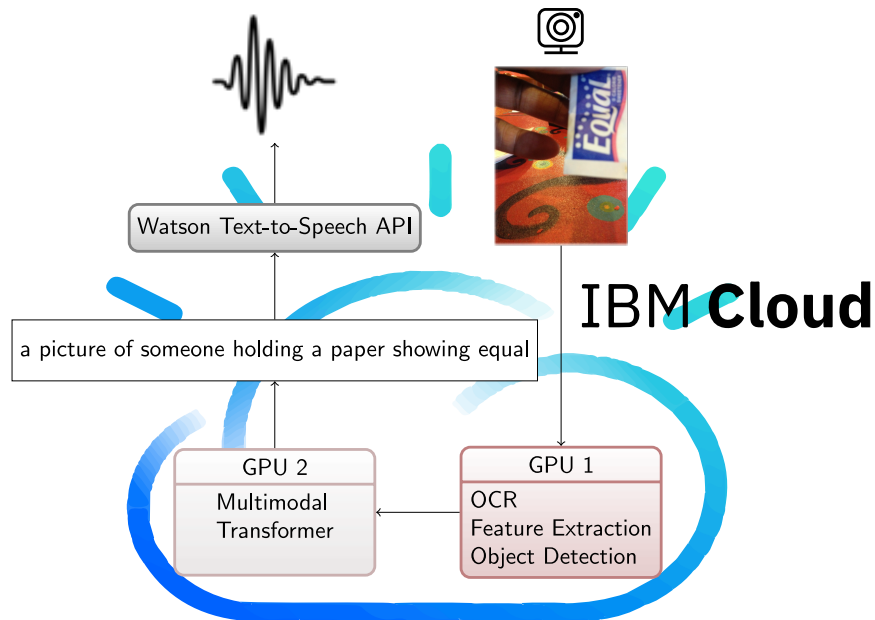 EQUAL
Watson Text-to-Speech API
IBM Cloud
a picture of someone holding a paper showing equal
GPU 2
Multimodal
Transformer
GPU 1
OCR
Feature Extraction
Object Detection